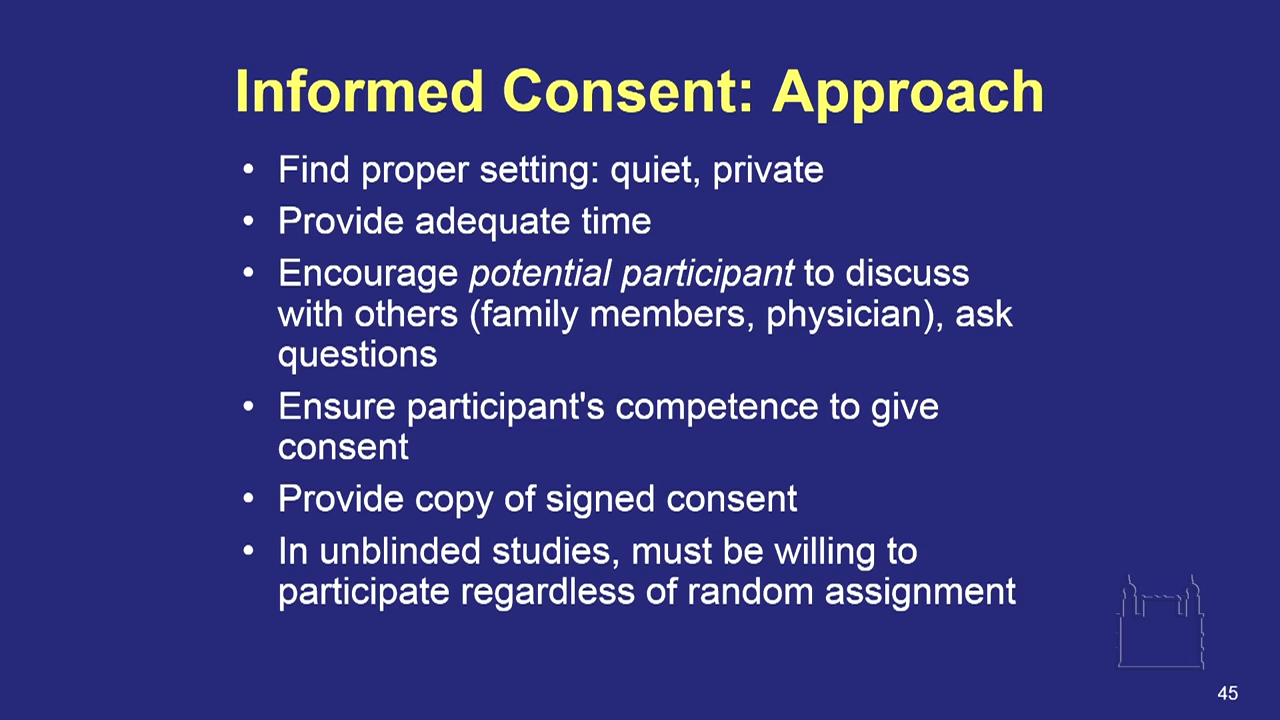 Informed Consent: Approach
• Find proper setting: quiet, private
• Provide adequate time
• Encourage potential participant to discuss
with others (family members, physician), ask
questions
• Ensure participant's competence to give
consent
• Provide copy of signed consent
• In unblinded studies, must be willing to
participate regardless of random assignment
45